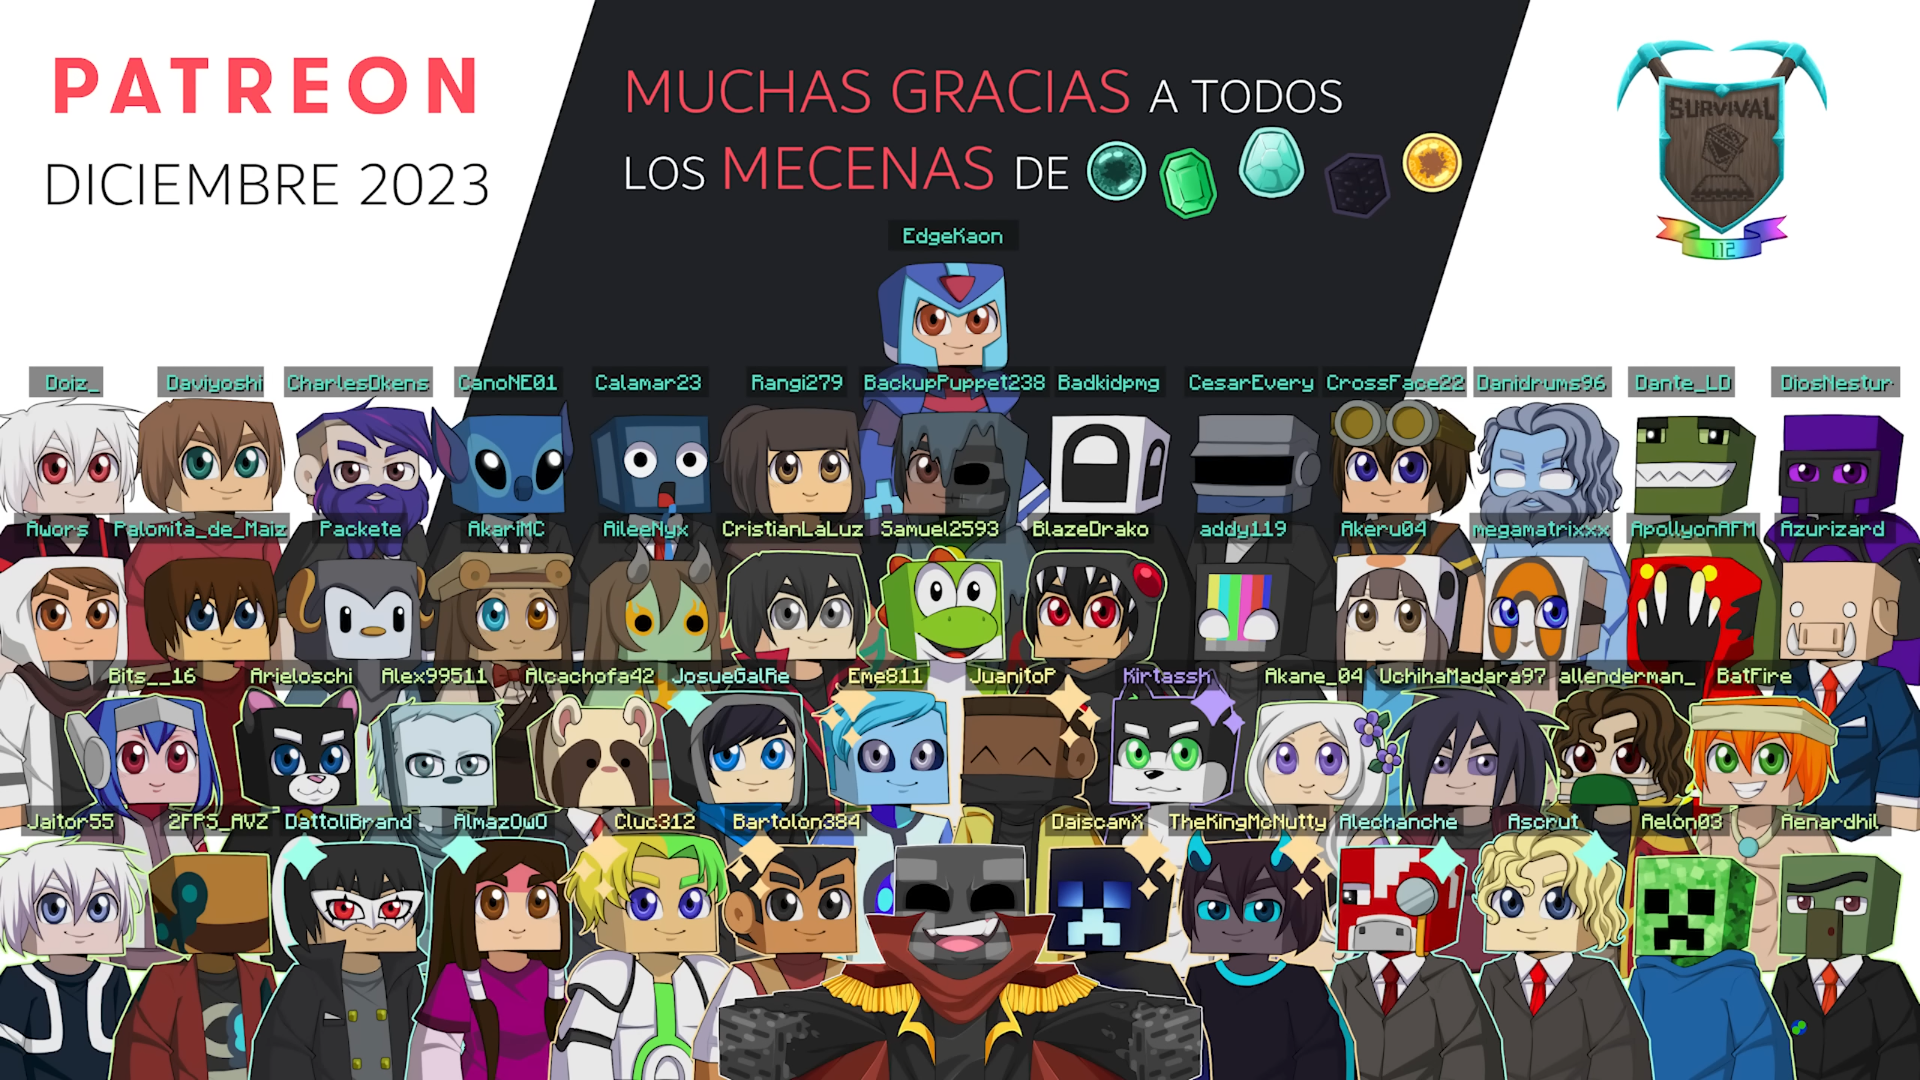 PATREON
DICIEMBRE 2023
MUCHAS GRACIAS A TODOS
LOS MECENAS DE
SURVIVAL
1.12
EdgeKaon
Doiz_ Daviyoshi CharlesDkens CanoNE01 Calamar23 Rangi279 BackupPuppet238 Badkidpmg CesarEvery CrossFace22 Danidrums96 Dante_LD DiosNestur
Awors Palomita_de_Maiz Packete AkariMC AileeNyx CristianLaLuz Samuel2593 BlazeDrako addy119 Akeru04 megamatrixxx ApollyonAFM Azurizard
Bits__16 Arieloschi Alex99511 Alcachofa42 JosueGalRe Eme811 JuanitoP Kirtassh Akane_04 UchihaMadara97 allenderman_ BatFire
Jaitor55 2FPS_AVZ DattoliBrand AlmazOwO Cluc312 Bartolon384 DaiscamX TheKingMcNutty Alechanche Ascrut Aelon03 Aenardhil